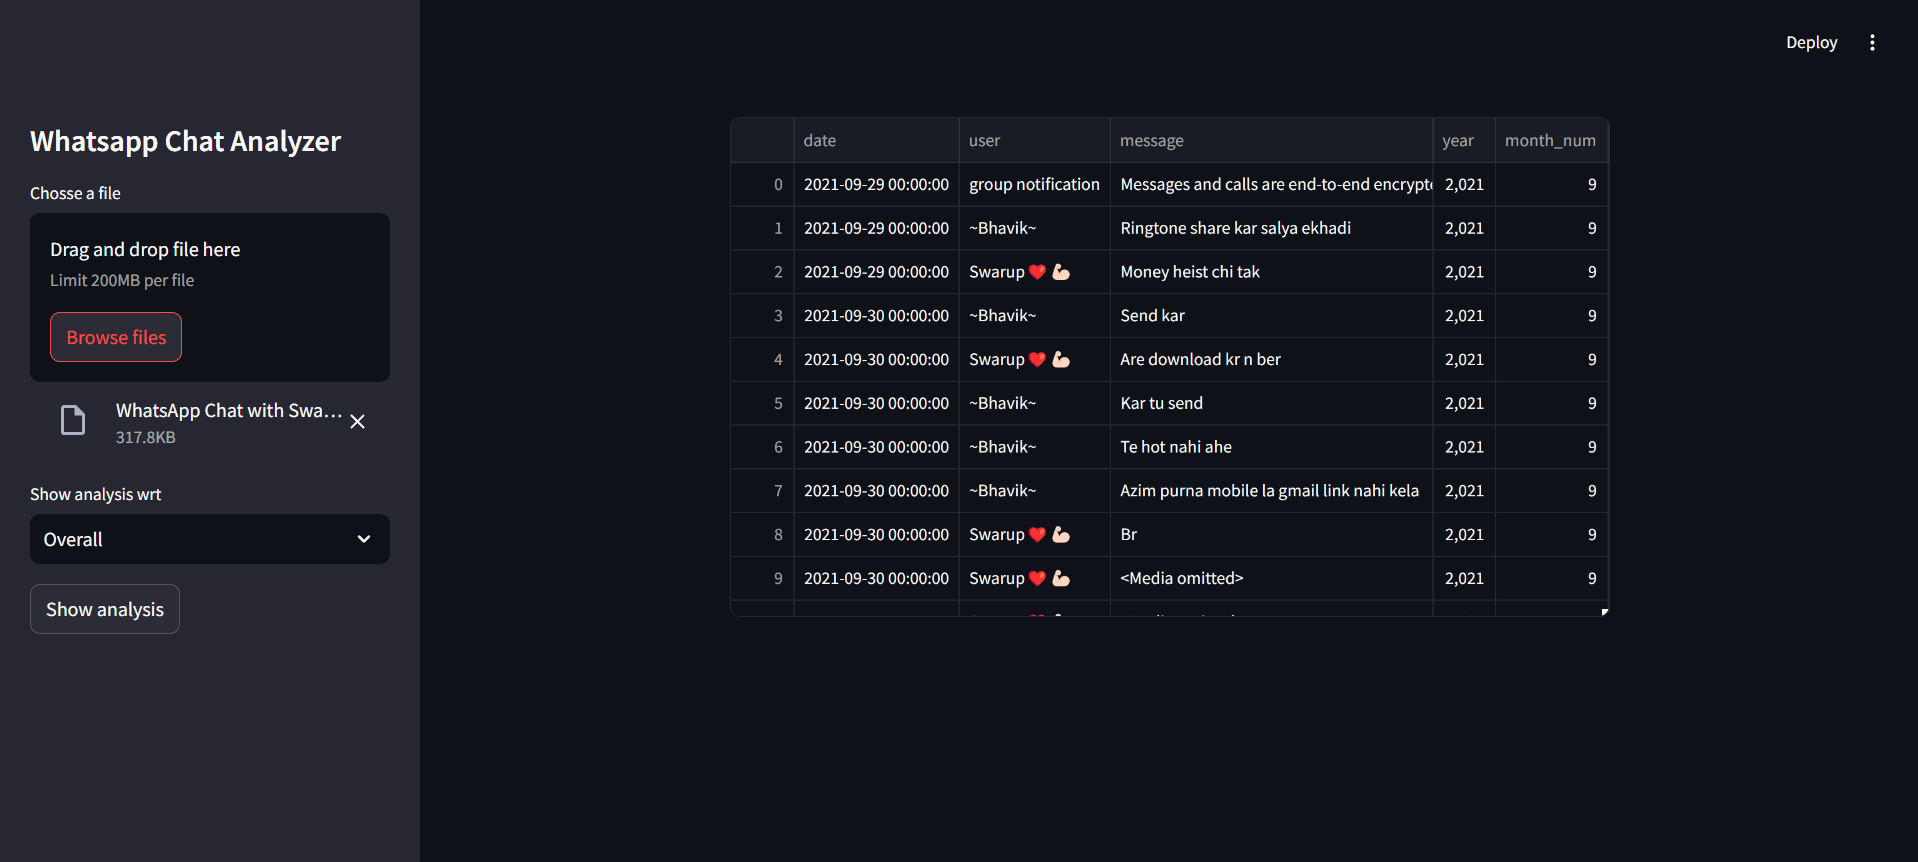 Deploy
Whatsapp Chat Analyzer
Chosse a file
Drag and drop file here
Limit 200MB per file
Browse files
WhatsApp Chat with Swa...
317.8KB
Show analysis wrt
Overall
Show analysis
date user message year month_num
0 2021-09-29 00:00:00 group notification Messages and calls are end-to-end encrypte 2,021 9
1 2021-09-29 00:00:00 ~Bhavik~ Ringtone share kar salya ekhadi 2,021 9
2 2021-09-29 00:00:00 Swarup ❤️ 💪🏻 Money heist chi tak 2,021 9
3 2021-09-30 00:00:00 ~Bhavik~ Send kar 2,021 9
4 2021-09-30 00:00:00 Swarup ❤️ 💪🏻 Are download kr n ber 2,021 9
5 2021-09-30 00:00:00 ~Bhavik~ Kar tu send 2,021 9
6 2021-09-30 00:00:00 ~Bhavik~ Te hot nahi ahe 2,021 9
7 2021-09-30 00:00:00 ~Bhavik~ Azim purna mobile la gmail link nahi kela 2,021 9
8 2021-09-30 00:00:00 Swarup ❤️ 💪🏻 Br 2,021 9
9 2021-09-30 00:00:00 Swarup ❤️ 💪🏻 <Media omitted> 2,021 9